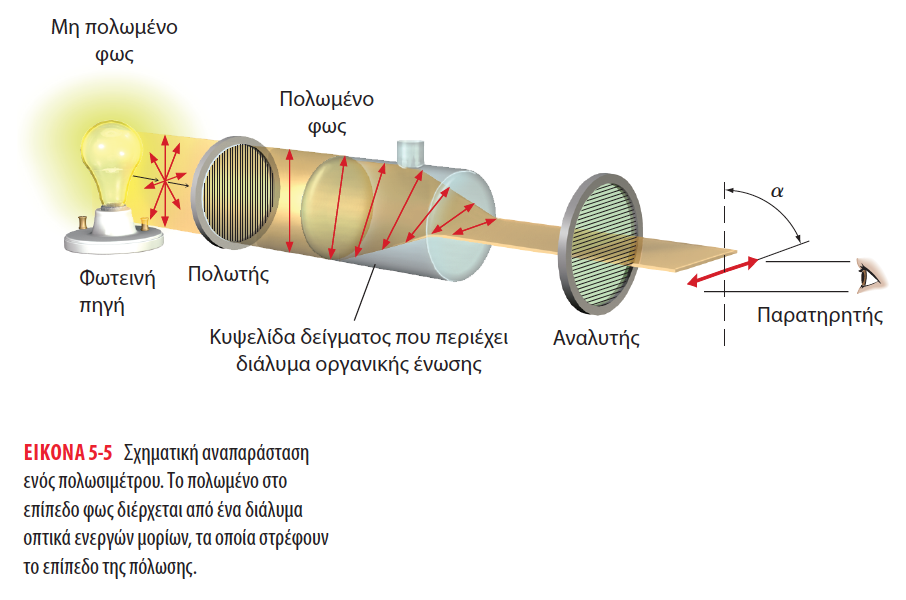 Μη πολωμένο
φως
Πολωμένο
φως
α
Φωτεινή
πηγή
Πολωτής
Κυψελίδα δείγματος που περιέχει
διάλυμα οργανικής ένωσης
Αναλυτής
Παρατηρητής
ΕΙΚΟΝΑ 5-5 Σχηματική αναπαράσταση
ενός πολωσιμέτρου. Το πολωμένο στο
επίπεδο φως διέρχεται από ένα διάλυμα
οπτικά ενεργών μορίων, τα οποία στρέφουν
το επίπεδο της πόλωσης.